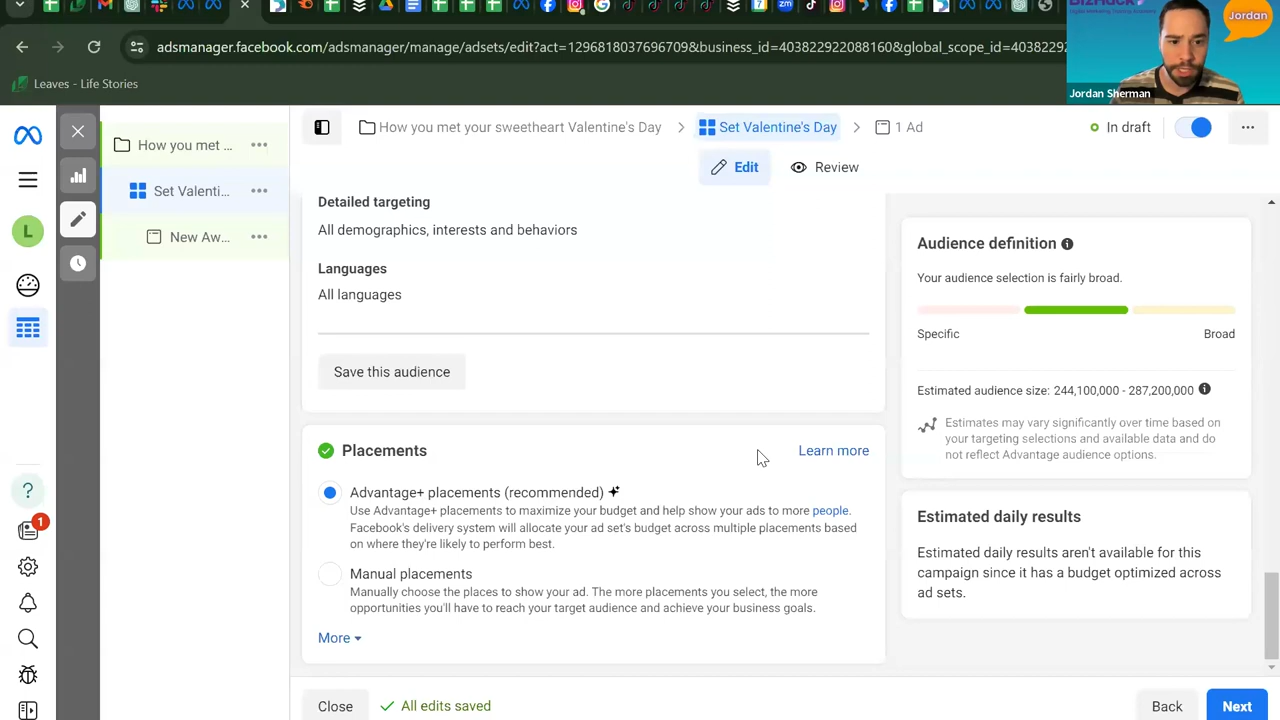 BizHack
Jordan
adsmanager.facebook.com/adsmanager/manage/adsets/edit?act=1296818037696709&business_id=403822922088160&global_scope_id=4038229
Leaves - Life Stories
Jordan Sherman
How you met ...
Set Valenti...
New Aw...
L
?
1
How you met your sweetheart Valentine's Day
Set Valentine's Day
1 Ad
In draft
Edit
Review
Detailed targeting
All demographics, interests and behaviors
Languages
All languages
Save this audience
Placements
Learn more
Advantage+ placements (recommended)
Use Advantage+ placements to maximize your budget and help show your ads to more people.
Facebook's delivery system will allocate your ad set's budget across multiple placements based
on where they're likely to perform best.
Manual placements
Manually choose the places to show your ad. The more placements you select, the more
opportunities you'll have to reach your target audience and achieve your business goals.
More
Audience definition
Your audience selection is fairly broad.
Specific
Broad
Estimated audience size: 244,100,000 - 287,200,000
Estimates may vary significantly over time based on
your targeting selections and available data and do
not reflect Advantage audience options.
Estimated daily results
Estimated daily results aren't available for this
campaign since it has a budget optimized across
ad sets.
Close
All edits saved
Back
Next